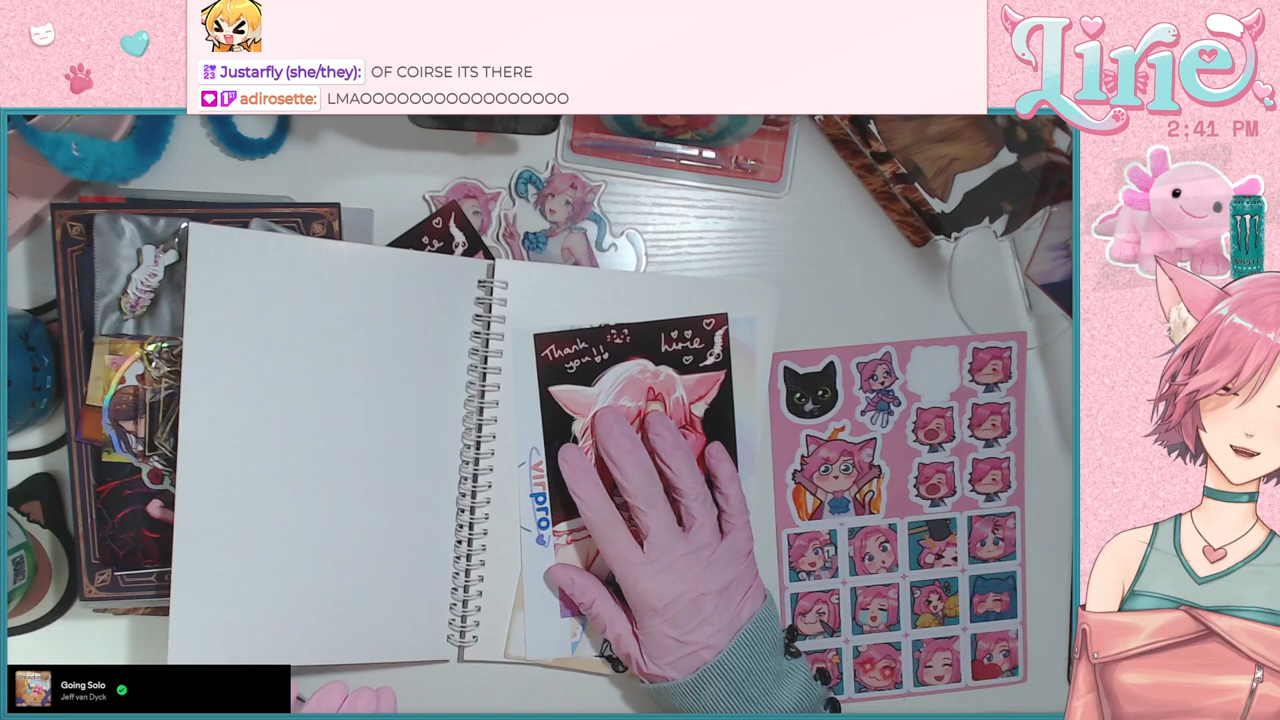 Justarfly (she/they): OF COIRSE ITS THERE
adirosette: LMAOOOOOOOOOOOOOOOOO
Lirie
2:41 PM
Thank you!!
Lirie
Going Solo
Jeff van Dyck